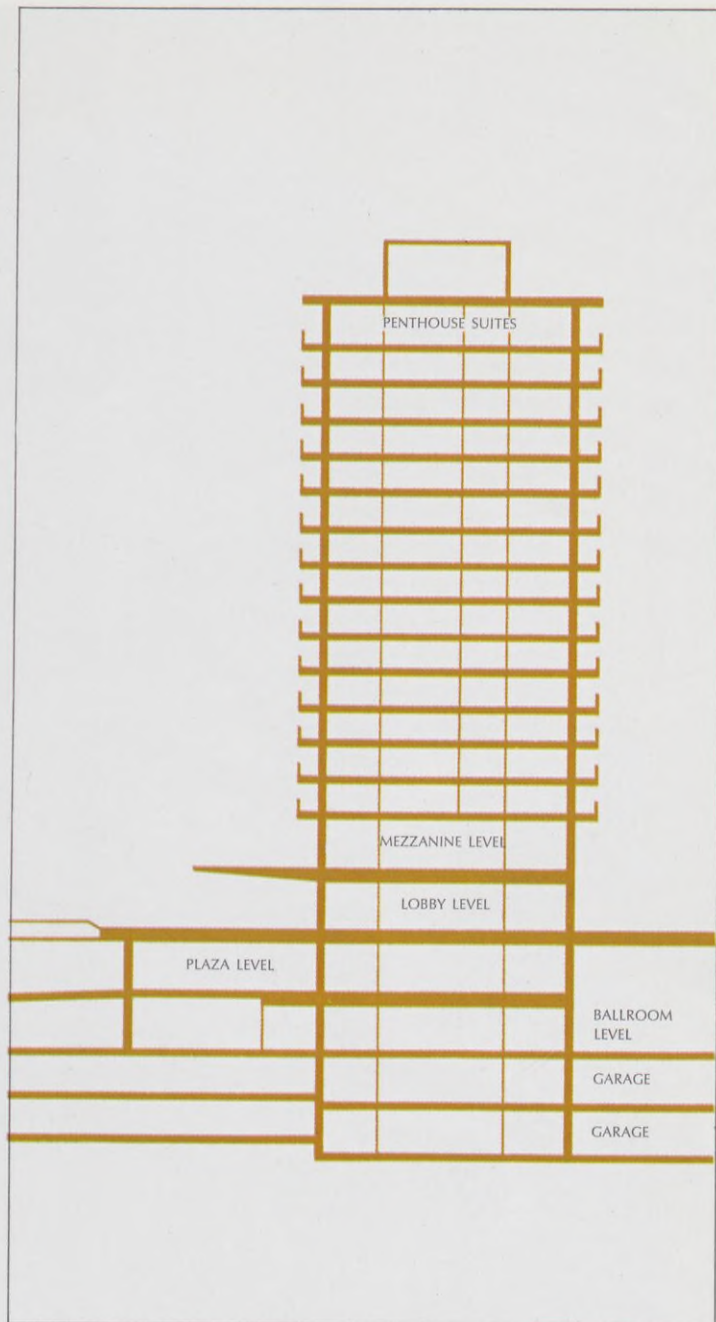 PENTHOUSE SUITES
MEZZANINE LEVEL
LOBBY LEVEL
PLAZA LEVEL
BALLROOM
LEVEL
GARAGE
GARAGE